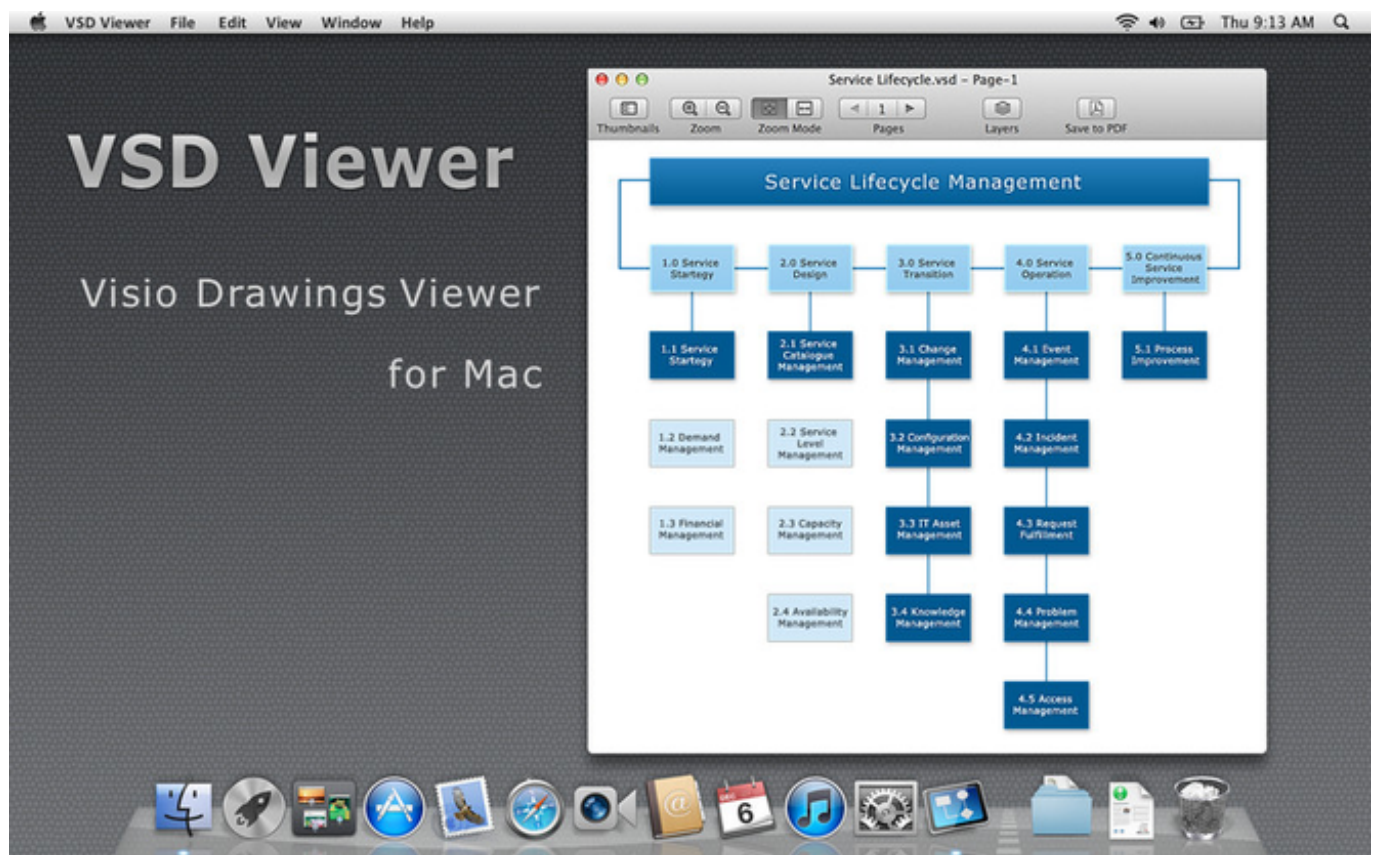 VSD Viewer File Edit View Window Help Thu 9:13 AM
VSD Viewer
Visio Drawings Viewer
for Mac
Service Lifecycle.vsd – Page-1
1
Thumbnails Zoom Zoom Mode Pages Layers Save to PDF
Service Lifecycle Management
1.0 Service
Startegy
2.0 Service
Design
3.0 Service
Transition
4.0 Service
Operation
5.0 Continuous
Service
Improvement
1.1 Service
Startegy
2.1 Service
Catalogue
Management
3.1 Change
Management
4.1 Event
Management
5.1 Process
Improvement
1.2 Demand
Management
2.2 Service
Level
Management
3.2 Configuration
Management
4.2 Incident
Management
1.3 Financial
Management
2.3 Capacity
Management
3.3 IT Asset
Management
4.3 Request
Fulfillment
2.4 Availability
Management
3.4 Knowledge
Management
4.4 Problem
Management
4.5 Access
Management
@
DEC
6